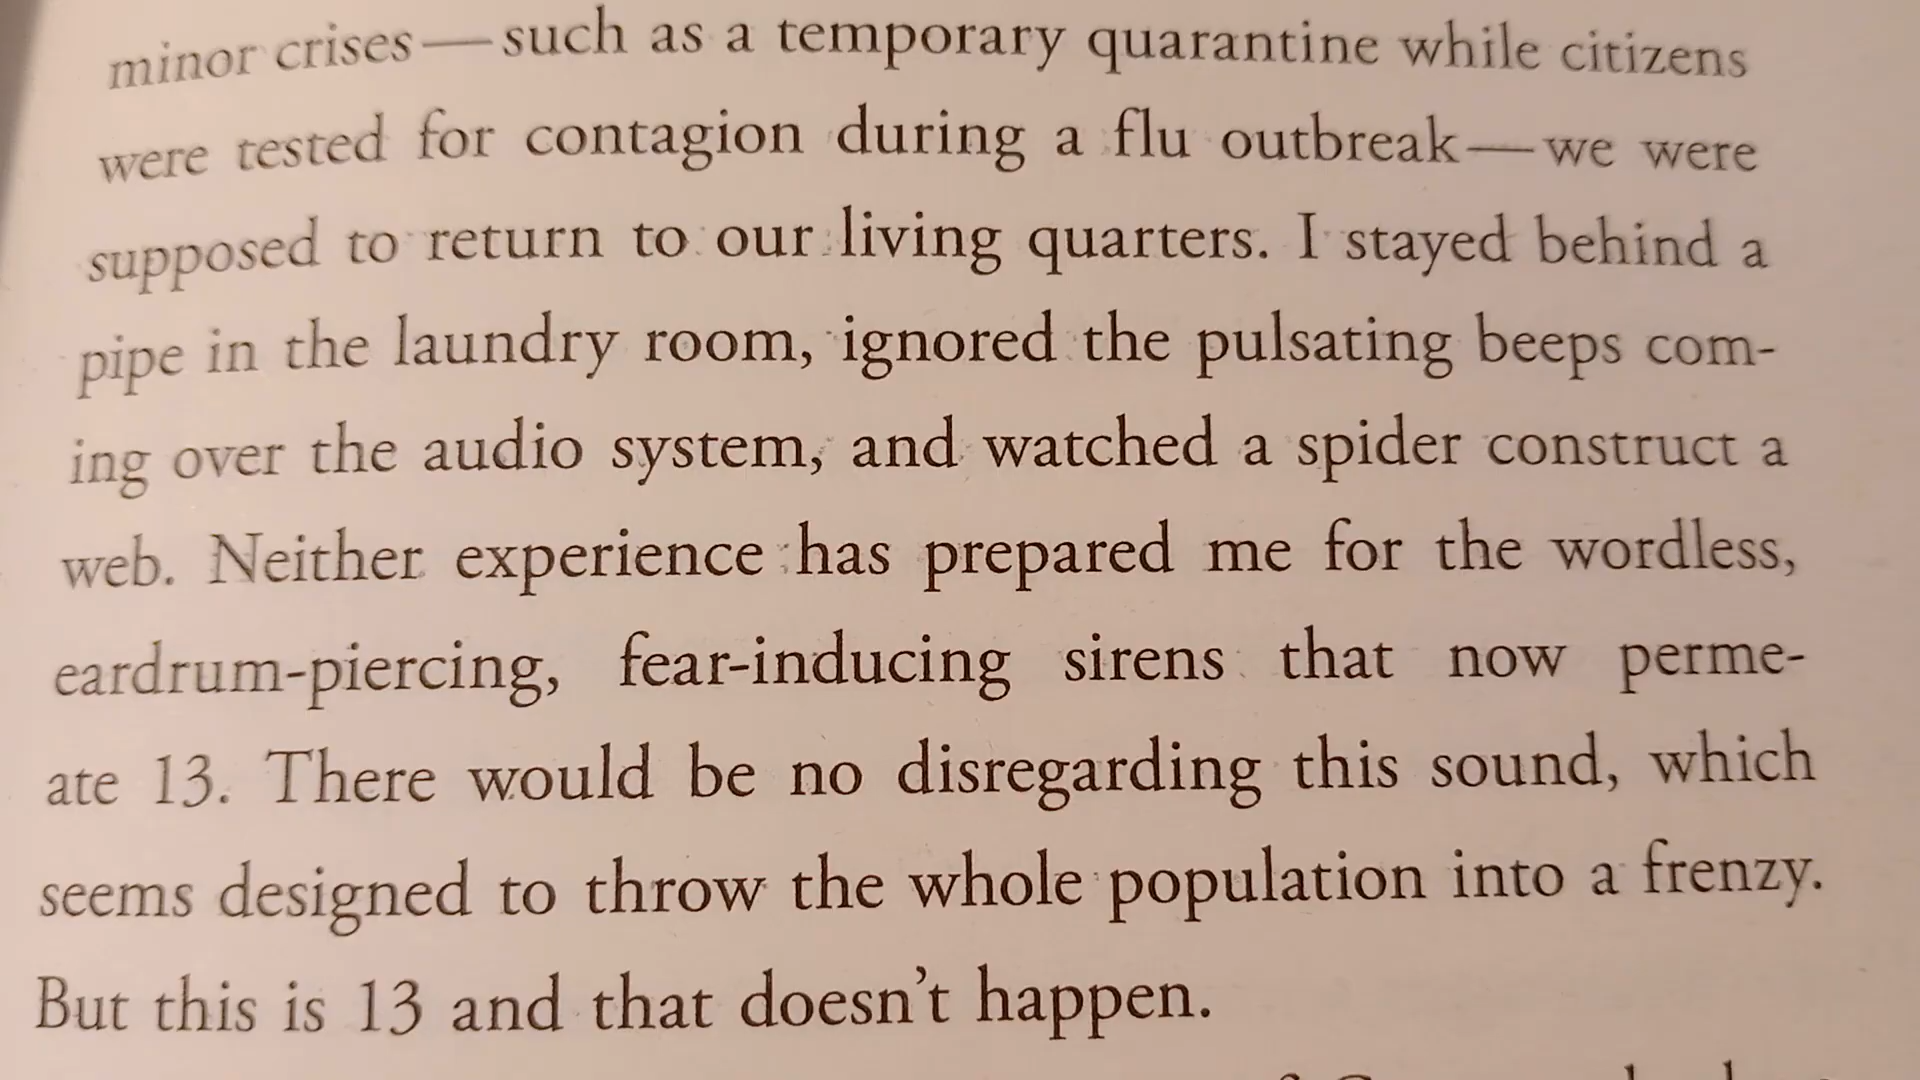 minor crises—such as a temporary quarantine while citizens
were tested for contagion during a flu outbreak—we were
supposed to return to our living quarters. I stayed behind a
pipe in the laundry room, ignored the pulsating beeps com-
ing over the audio system, and watched a spider construct a
web. Neither experience has prepared me for the wordless,
eardrum-piercing, fear-inducing sirens that now perme-
ate 13. There would be no disregarding this sound, which
seems designed to throw the whole population into a frenzy.
But this is 13 and that doesn't happen.